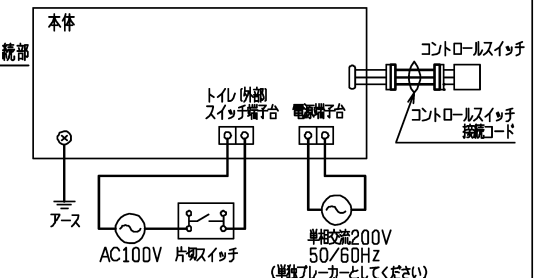 本体
続部
コントロールスイッチ
トイレ(外部)
スイッチ端子台
電源端子台
コントロールスイッチ
接続コード
アース
AC100V
片切スイッチ
単相交流200V
50/60Hz
(単独ブレーカーとしてください)